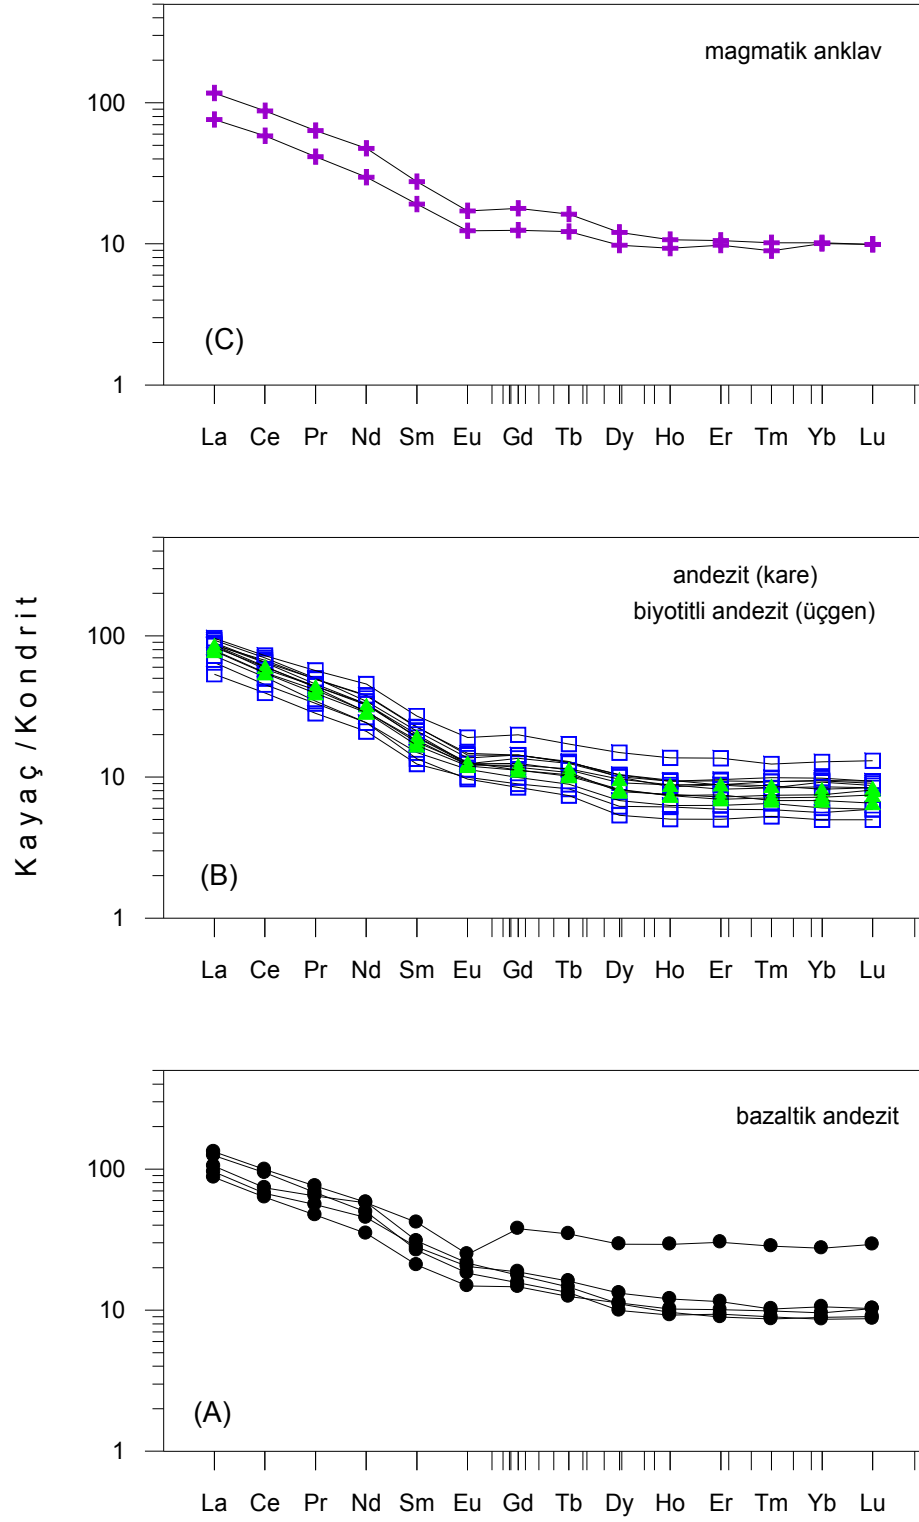 magmatik anklav
100
10
(C)
1
La Ce Pr Nd Sm Eu Gd Tb Dy Ho Er Tm Yb Lu
Kayaç / Kondrit
andezit (kare)
biyotitli andezit (üçgen)
100
10
(B)
1
La Ce Pr Nd Sm Eu Gd Tb Dy Ho Er Tm Yb Lu
bazaltik andezit
100
10
(A)
1
La Ce Pr Nd Sm Eu Gd Tb Dy Ho Er Tm Yb Lu